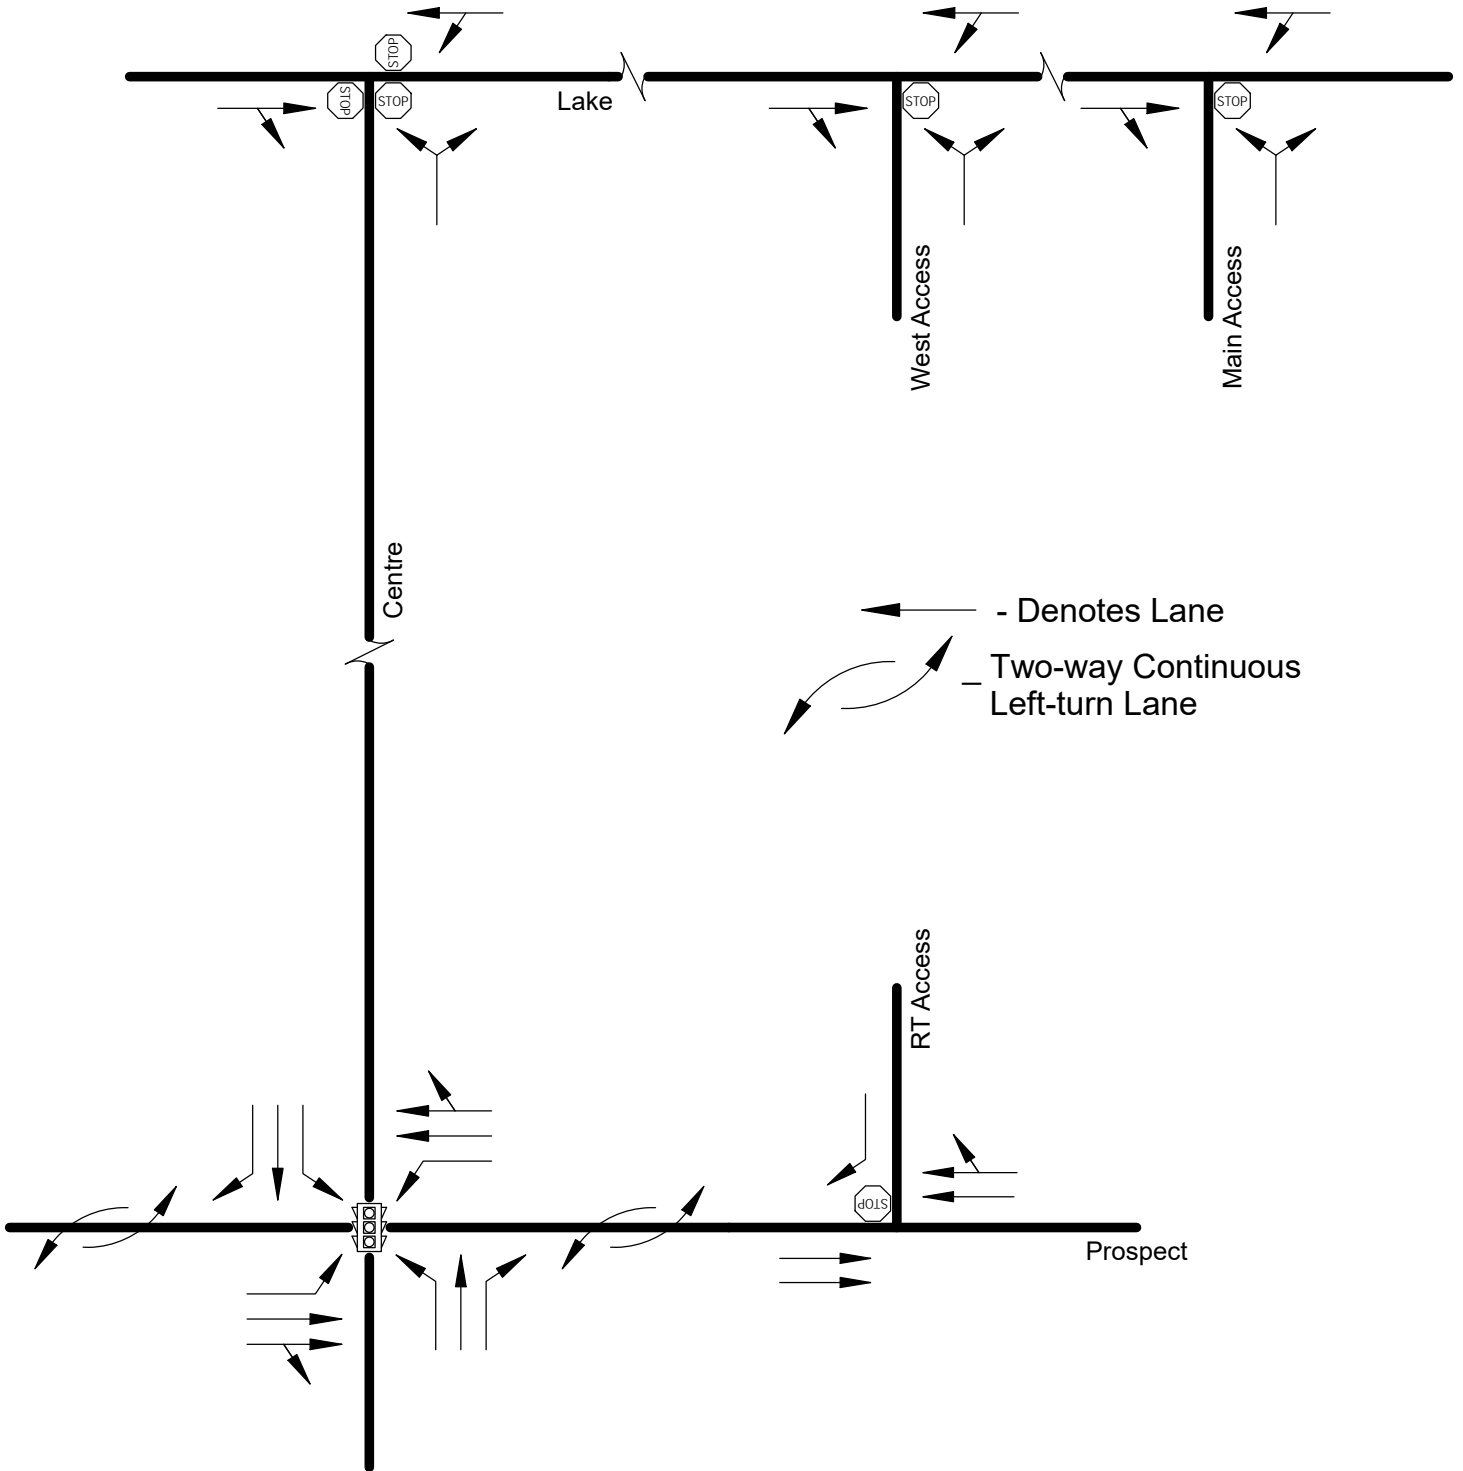 STOP
STOP
STOP
Lake
STOP
STOP
West Access
Main Access
Centre
- Denotes Lane
_ Two-way Continuous
Left-turn Lane
RT Access
STOP
Prospect